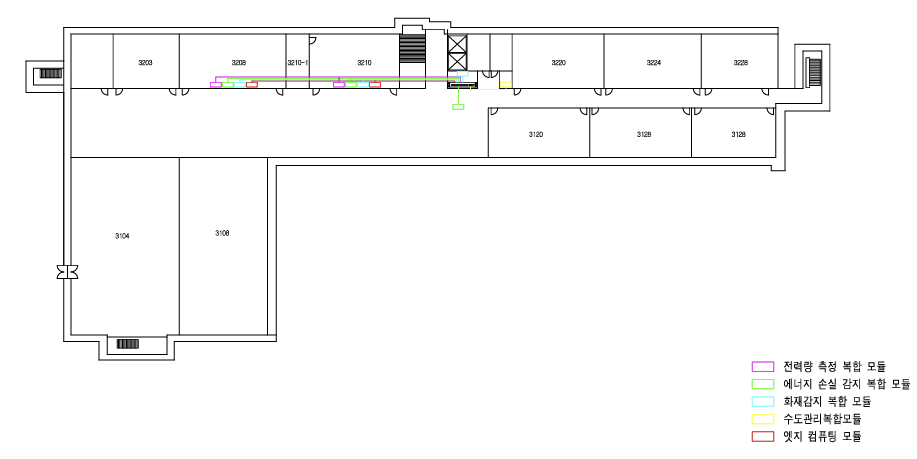 3203
3208
3210-1
3210
3220
3224
3228
3120
3128
3128
3104
3108
전력량 측정 복합 모듈
에너지 손실 감지 복합 모듈
화재감지 복합 모듈
수도관리복합모듈
엣지 컴퓨팅 모듈